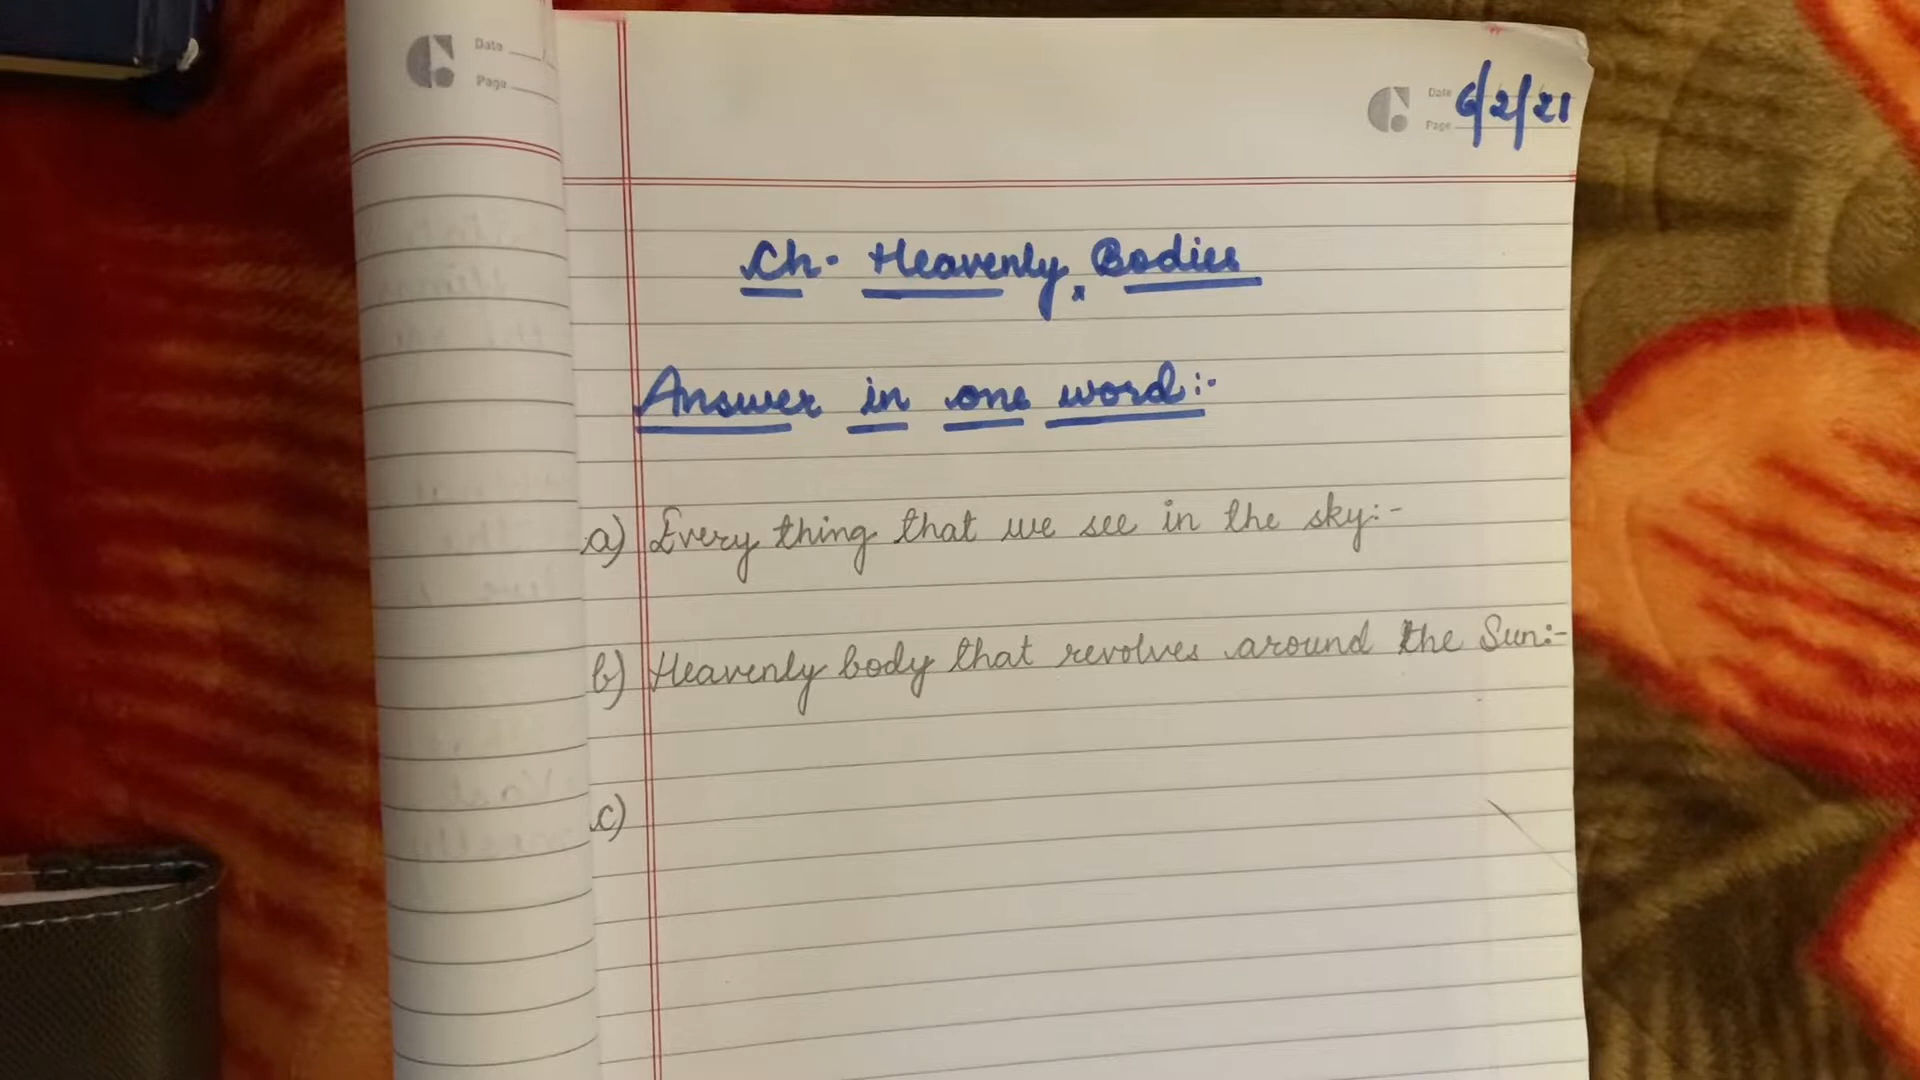 Date
Page
Date 6/2/21
Page
Ch. Heavenly Bodies
Answer in one word:-
a) Every thing that we see in the sky:-
b) Heavenly body that revolves around the Sun:-
c)